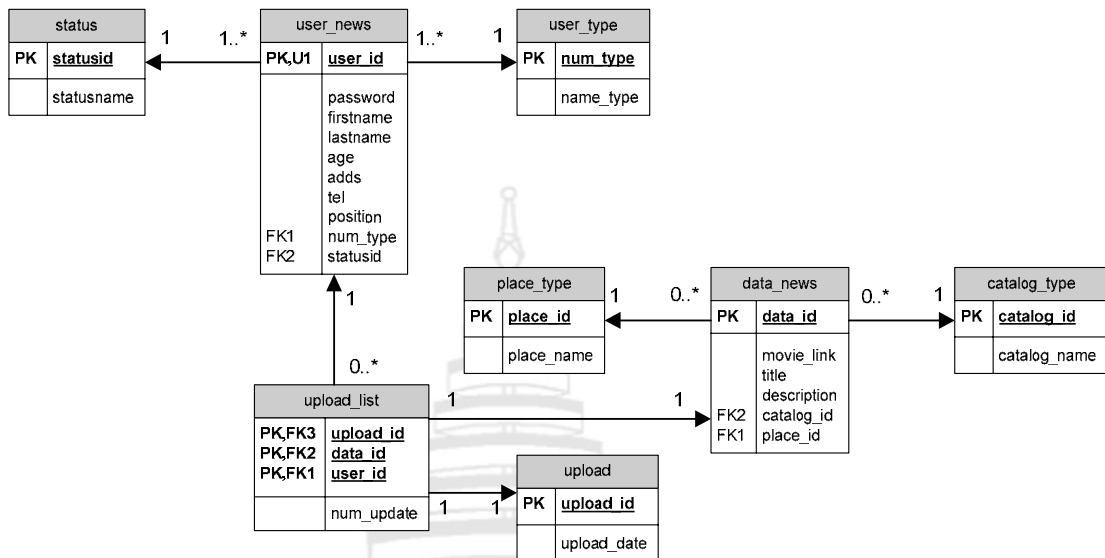 status
PK statusid
statusname
1
1..*
user_news
PK,U1 user_id
password
firstname
lastname
age
adds
tel
position
FK1 num_type
FK2 statusid
1..*
1
user_type
PK num_type
name_type
1
0..*
place_type
PK place_id
place_name
1
0..*
data_news
PK data_id
movie_link
title
description
FK2 catalog_id
FK1 place_id
0..*
1
catalog_type
PK catalog_id
catalog_name
upload_list
PK,FK3 upload_id
PK,FK2 data_id
PK,FK1 user_id
num_update
1
1
1
1
upload
PK upload_id
upload_date